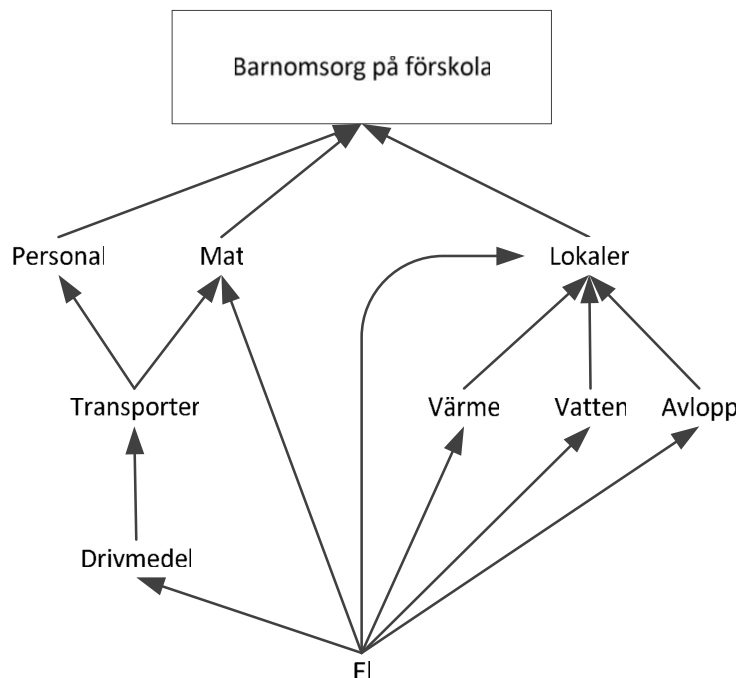 Barnomsorg på förskola
Personal
Mat
Lokaler
Transporter
Värme
Vatten
Avlopp
Drivmedel
El